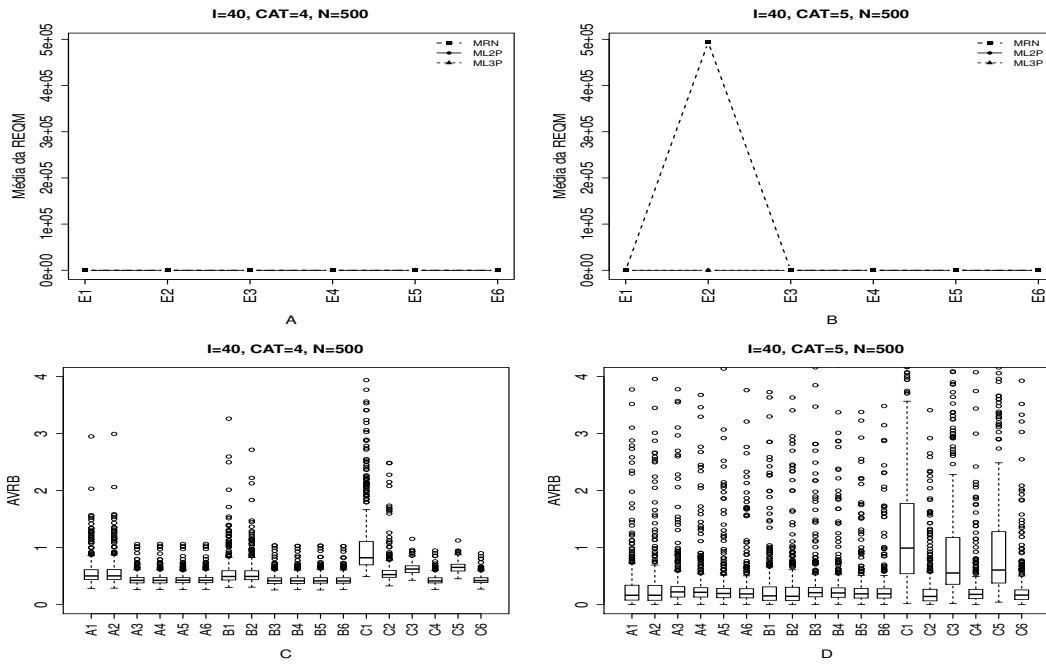 I=40, CAT=4, N=500
Média da REQM
0e+00
1e+05
2e+05
3e+05
4e+05
5e+05
MRN
ML2P
ML3P
E1 E2 E3 E4 E5 E6
A
I=40, CAT=5, N=500
Média da REQM
0e+00
1e+05
2e+05
3e+05
4e+05
5e+05
MRN
ML2P
ML3P
E1 E2 E3 E4 E5 E6
B
I=40, CAT=4, N=500
AVRB
0
1
2
3
4
A1 A2 A3 A4 A5 A6 B1 B2 B3 B4 B5 B6 C1 C2 C3 C4 C5 C6
C
I=40, CAT=5, N=500
AVRB
0
1
2
3
4
A1 A2 A3 A4 A5 A6 B1 B2 B3 B4 B5 B6 C1 C2 C3 C4 C5 C6
D